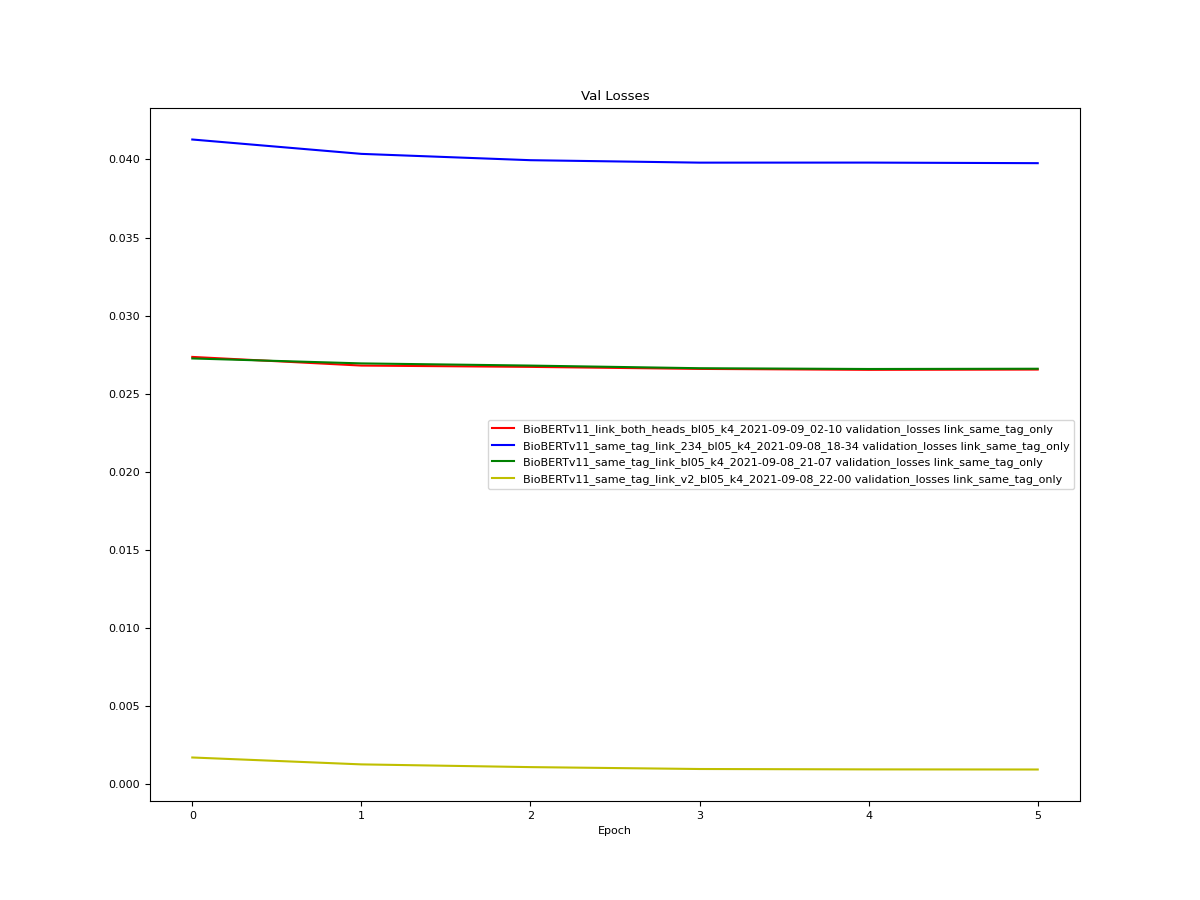 Val Losses
0.040
0.035
0.030
0.025
0.020
0.015
0.010
0.005
0.000
BioBERTv11_link_both_heads_bl05_k4_2021-09-09_02-10 validation_losses link_same_tag_only
BioBERTv11_same_tag_link_234_bl05_k4_2021-09-08_18-34 validation_losses link_same_tag_only
BioBERTv11_same_tag_link_bl05_k4_2021-09-08_21-07 validation_losses link_same_tag_only
BioBERTv11_same_tag_link_v2_bl05_k4_2021-09-08_22-00 validation_losses link_same_tag_only
0 1 2 3 4 5
Epoch